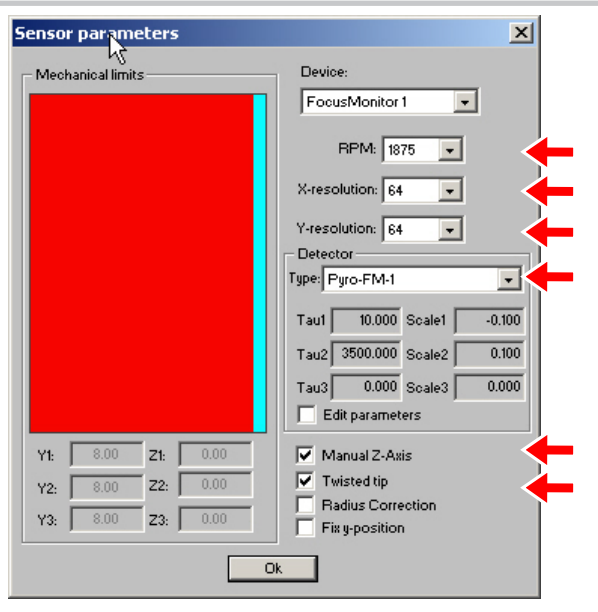 Sensor parameters
Mechanical limits
Y1: 8.00 Z1: 0.00
Y2: 8.00 Z2: 0.00
Y3: 8.00 Z3: 0.00
Device:
FocusMonitor 1
RPM: 1875
X-resolution: 64
Y-resolution: 64
Detector
Type: Pyro-FM-1
Tau1 10.000 Scale1 -0.100
Tau2 3500.000 Scale2 0.100
Tau3 0.000 Scale3 0.000
Edit parameters
Manual Z-Axis
Twisted tip
Radius Correction
Fix y-position
Ok